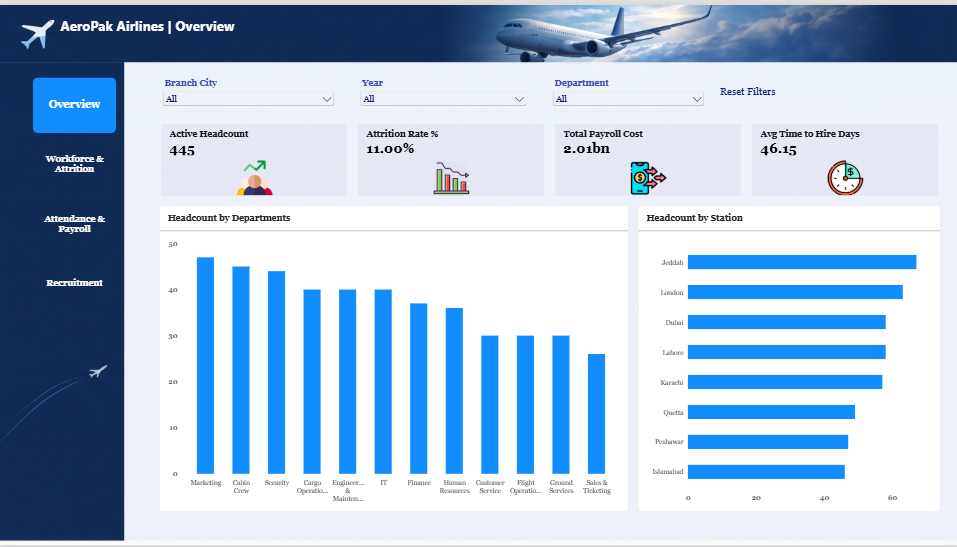 AeroPak Airlines | Overview
Overview
Workforce &
Attrition
Attendance &
Payroll
Recruitment
Branch City
All
Year
All
Department
All
Reset Filters
Active Headcount
445
Attrition Rate %
11.00%
Total Payroll Cost
2.01bn
Avg Time to Hire Days
46.15
Headcount by Departments
50
40
30
20
10
0
Marketing
Cabin
Crew
Security
Cargo
Operatio...
Engineer...
&
Mainten...
IT
Finance
Human
Resources
Customer
Service
Flight
Operatio...
Ground
Services
Sales &
Ticketing
Headcount by Station
Jeddah
London
Dubai
Lahore
Karachi
Quetta
Peshawar
Islamabad
0
20
40
60